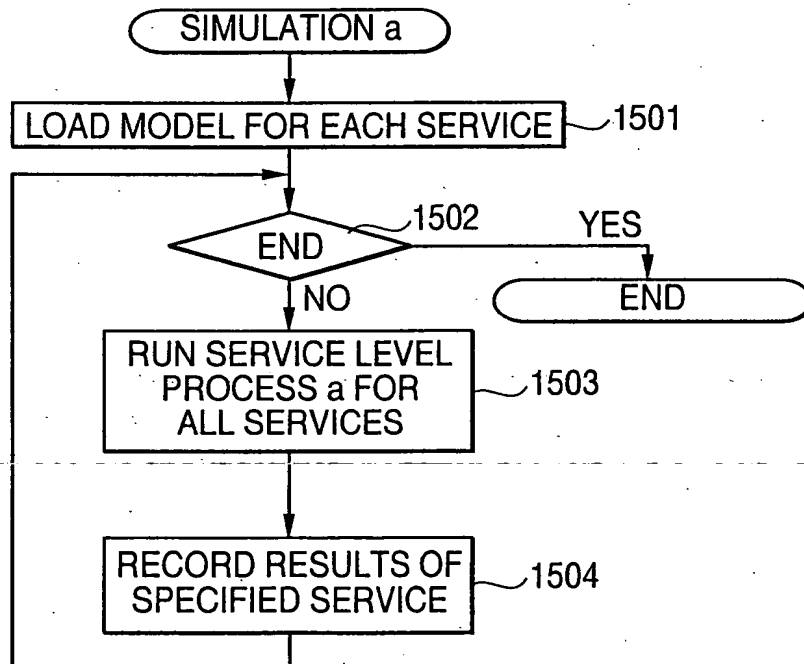 SIMULATION a
LOAD MODEL FOR EACH SERVICE
1501
1502
END
YES
END
NO
RUN SERVICE LEVEL
PROCESS a FOR
ALL SERVICES
1503
RECORD RESULTS OF
SPECIFIED SERVICE
1504